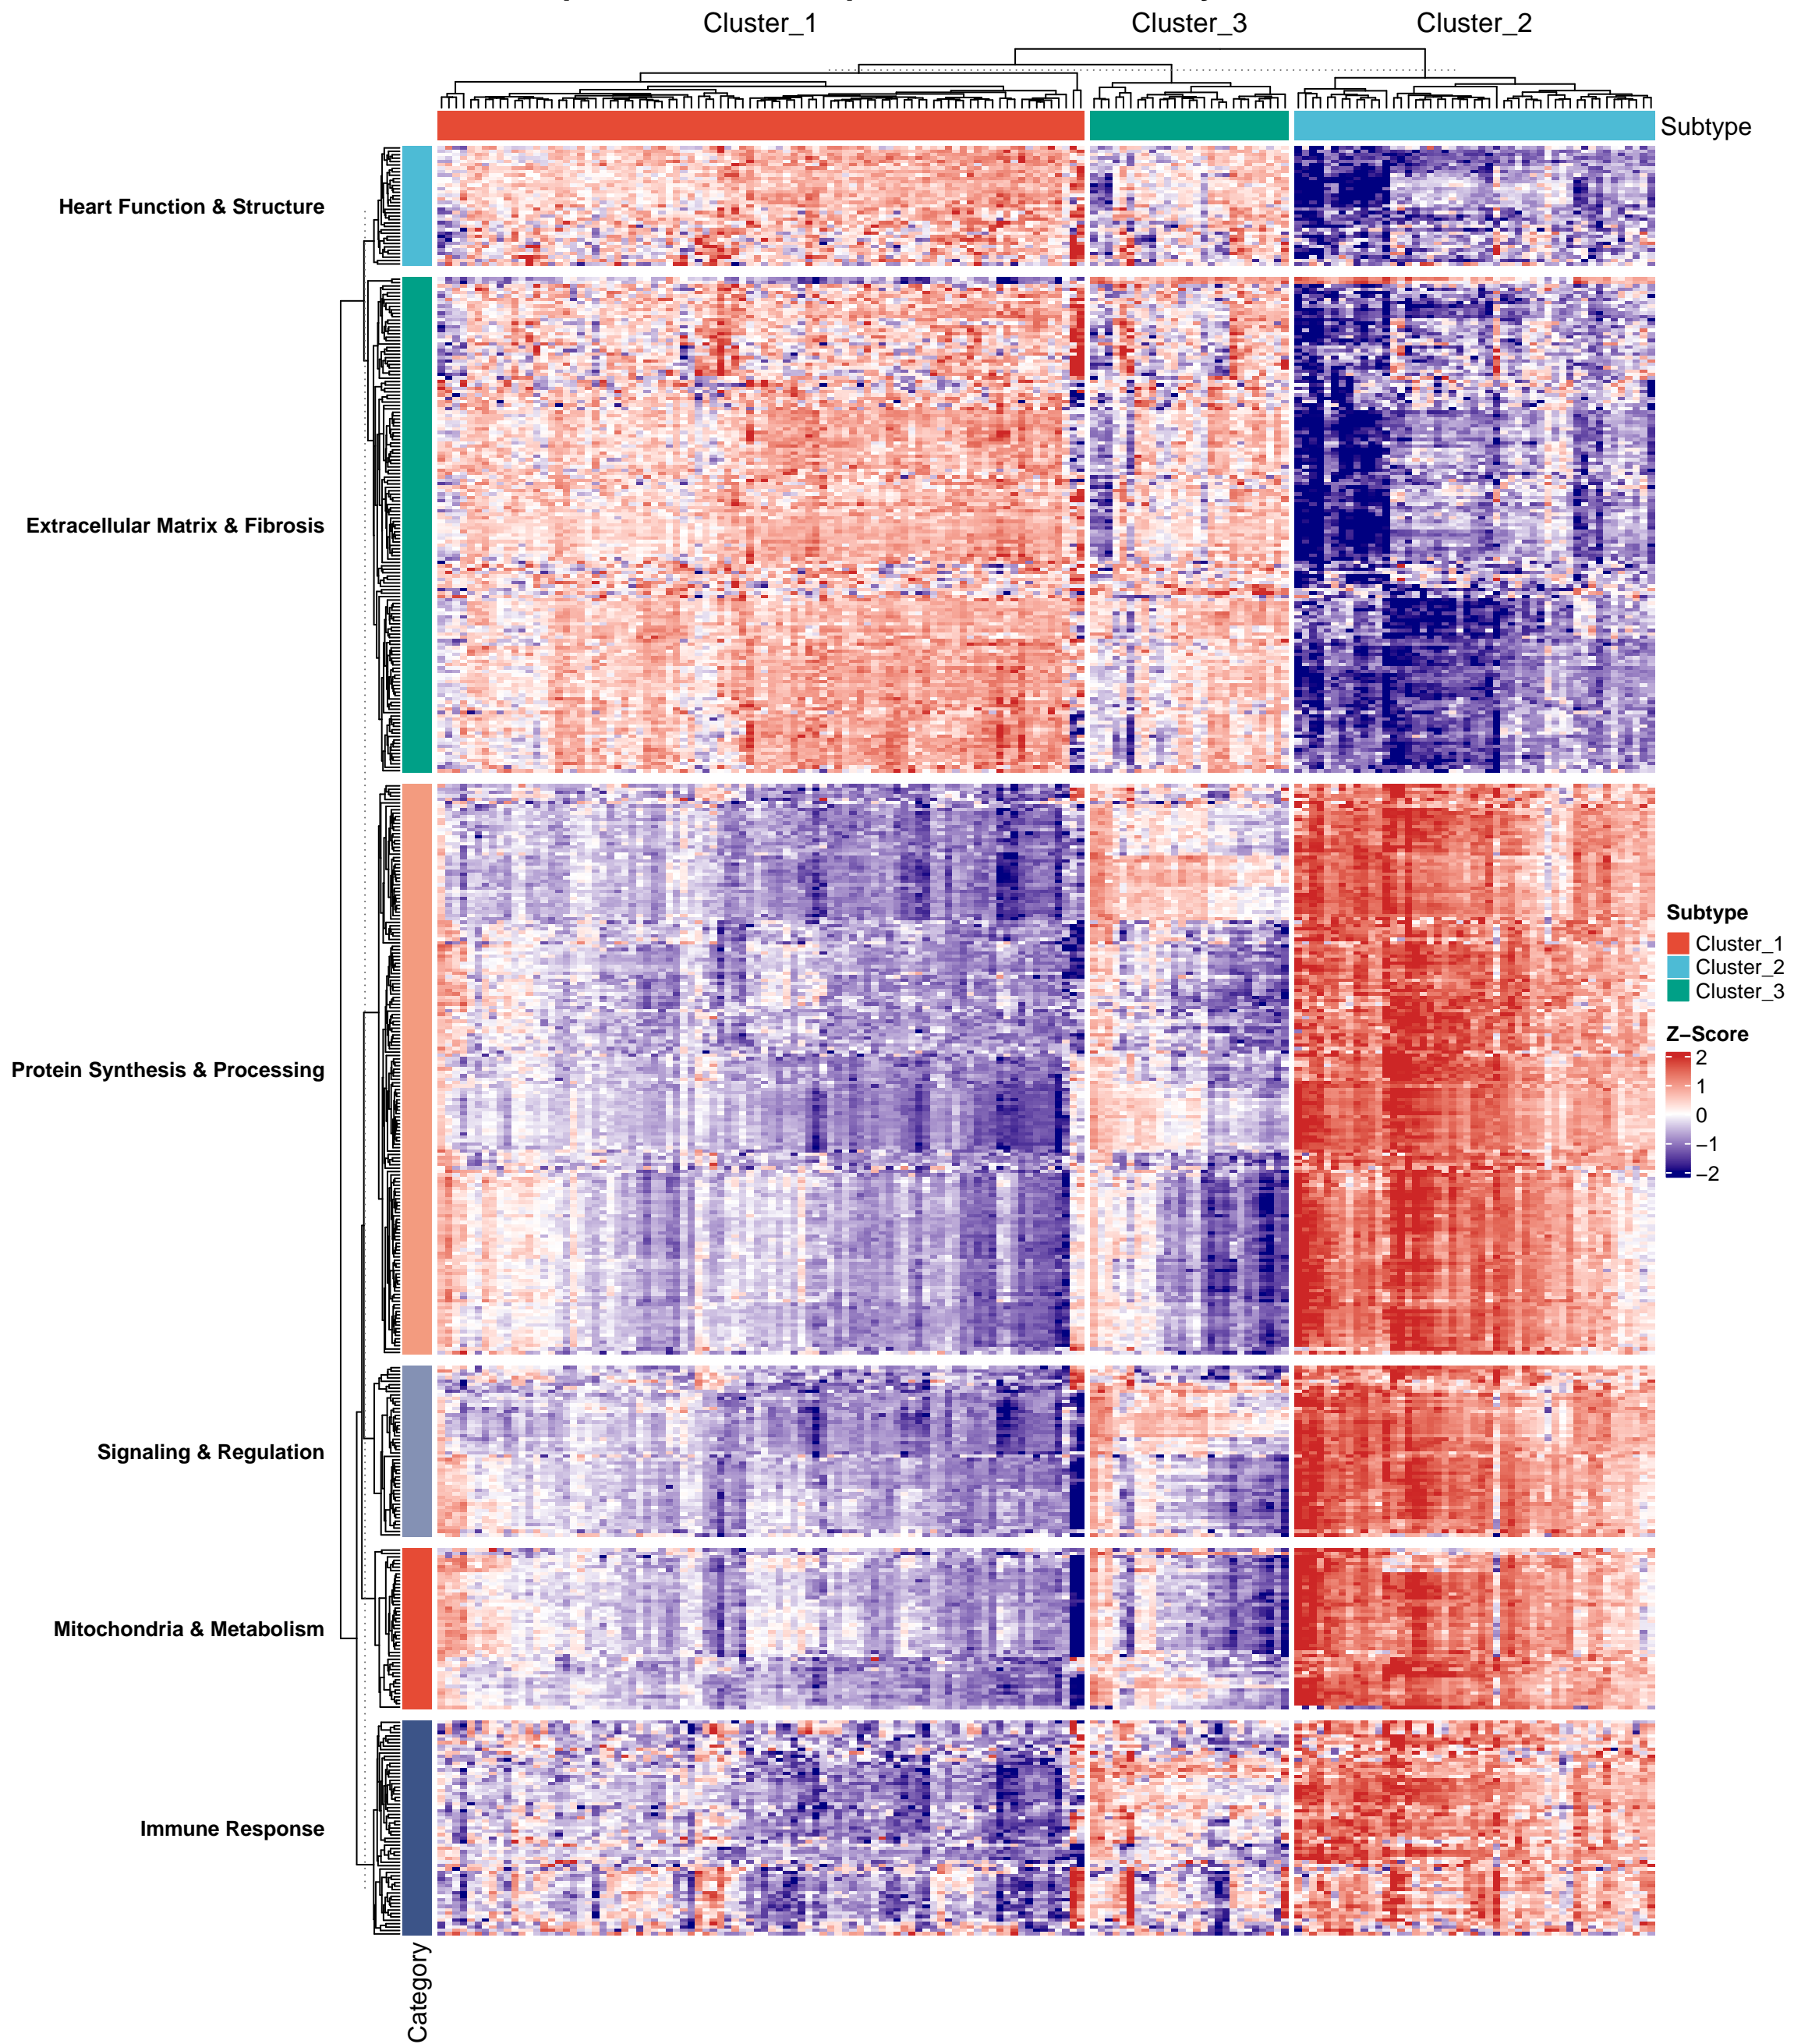 Cluster_1 Cluster_3 Cluster_2
Subtype
Heart Function & Structure
Extracellular Matrix & Fibrosis
Protein Synthesis & Processing
Signaling & Regulation
Mitochondria & Metabolism
Immune Response
Category
Subtype
Cluster_1
Cluster_2
Cluster_3
Z-Score
2
1
0
−1
−2